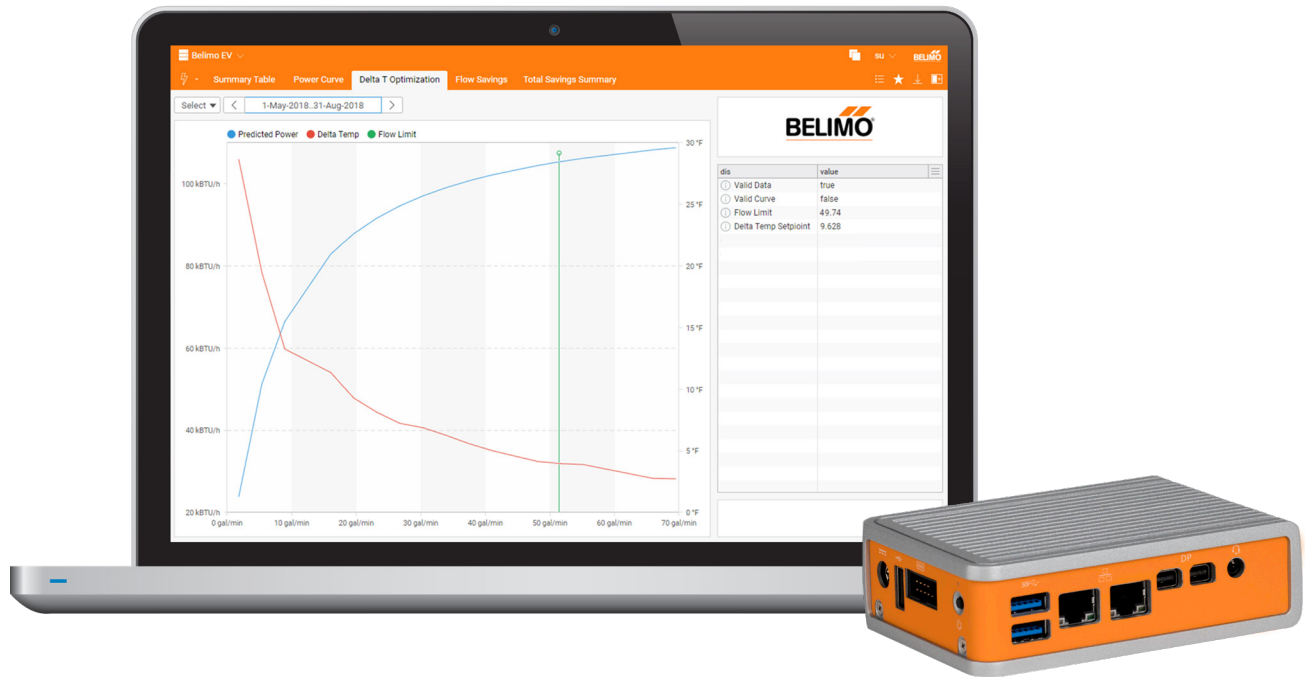 Belimo EV
SU
BELIMO
Summary Table Power Curve Delta T Optimization Flow Savings Total Savings Summary
Select 1-May-2018..31-Aug-2018
Predicted Power Delta Temp Flow Limit
30 °F
100 kBTU/h
25 °F
80 kBTU/h
20 °F
15 °F
60 kBTU/h
10 °F
40 kBTU/h
5 °F
20 kBTU/h
0 °F
0 gal/min 10 gal/min 20 gal/min 30 gal/min 40 gal/min 50 gal/min 60 gal/min 70 gal/min
BELIMO®
dis value
Valid Data true
Valid Curve false
Flow Limit 49.74
Delta Temp Setpioint 9.628
DP